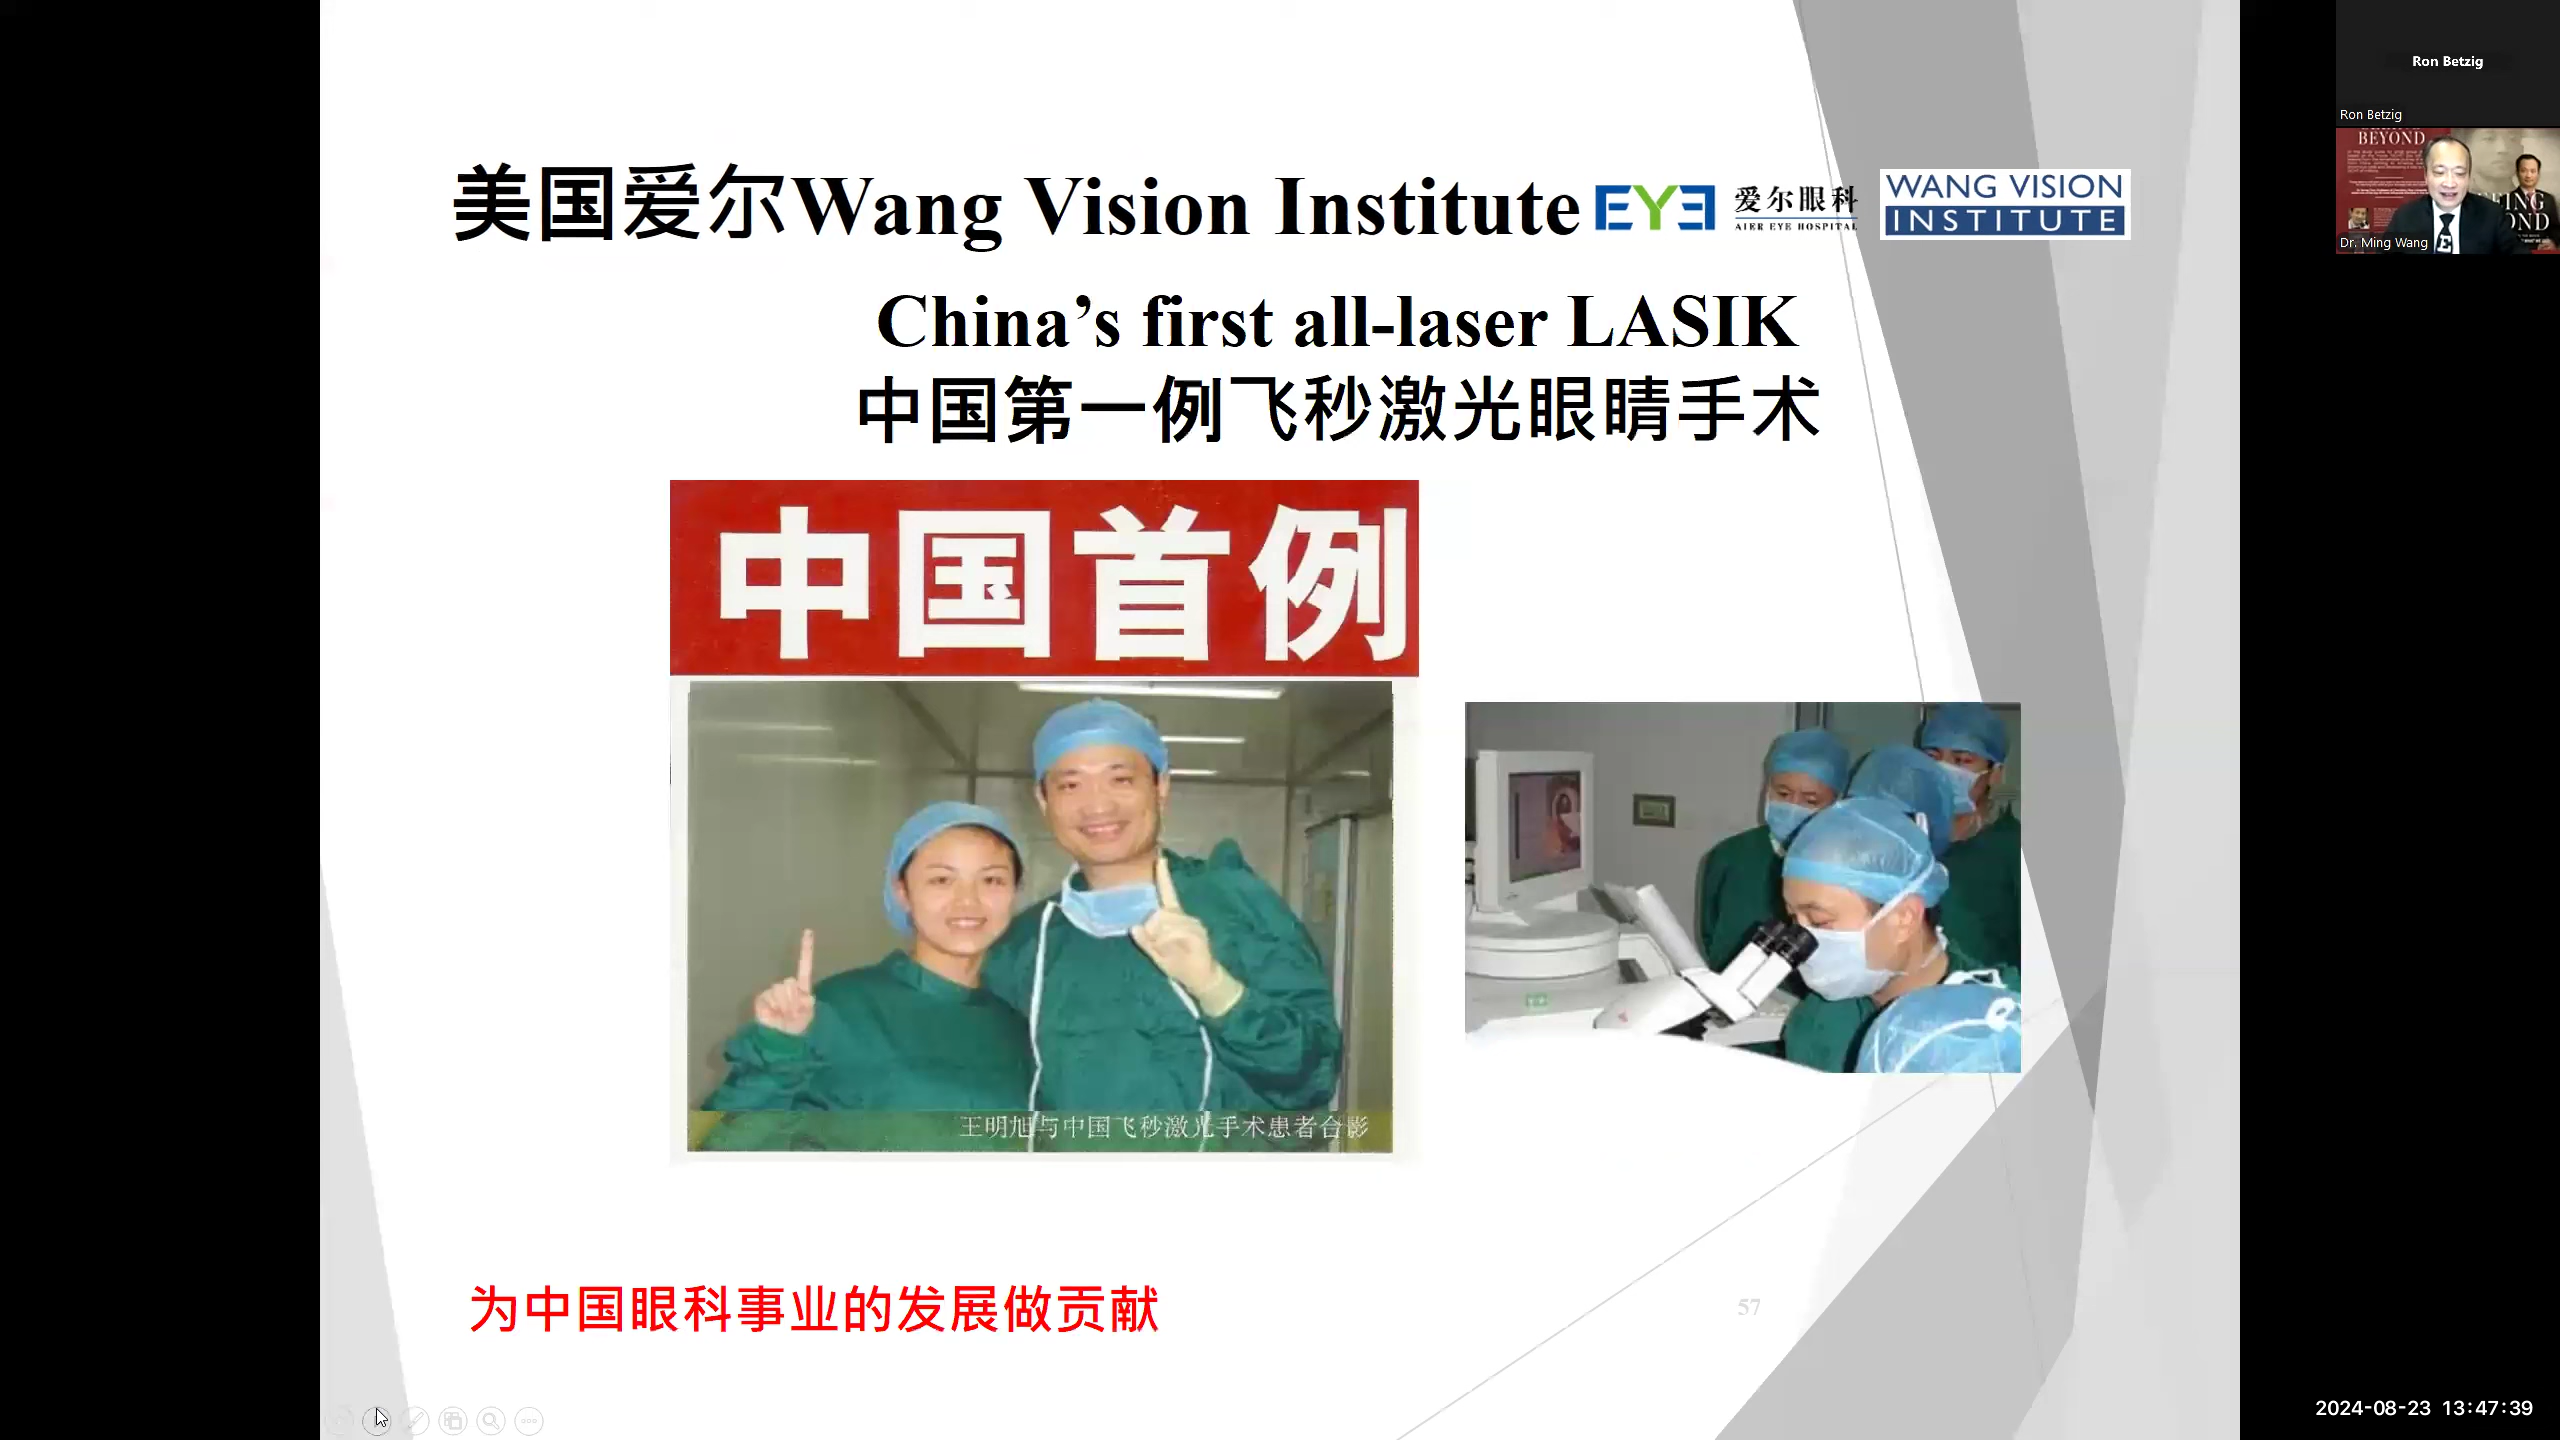 美国爱尔Wang Vision Institute
EYE 爱尔眼科
AIER EYE HOSPITAL
WANG VISION
INSTITUTE
China’s first all-laser LASIK
中国第一例飞秒激光眼睛手术
中国首例
王明旭与中国飞秒激光手术患者合影
为中国眼科事业的发展做贡献
57
Ron Betzig
Ron Betzig
BEYOND
Dr. Ming Wang
2024-08-23 13:47:39